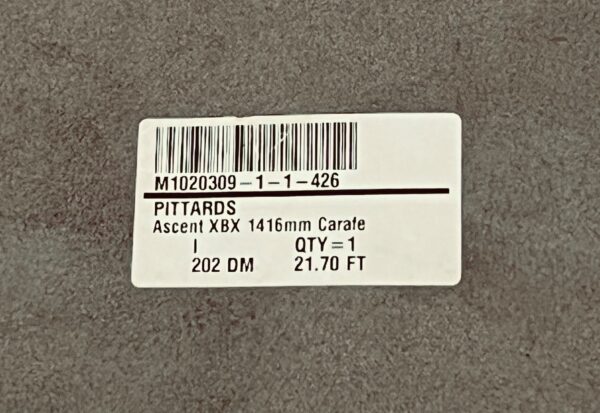 M1020309-1-1-426
PITTARDS
Ascent XBX 1416mm Carafe
I QTY=1
202 DM 21.70 FT